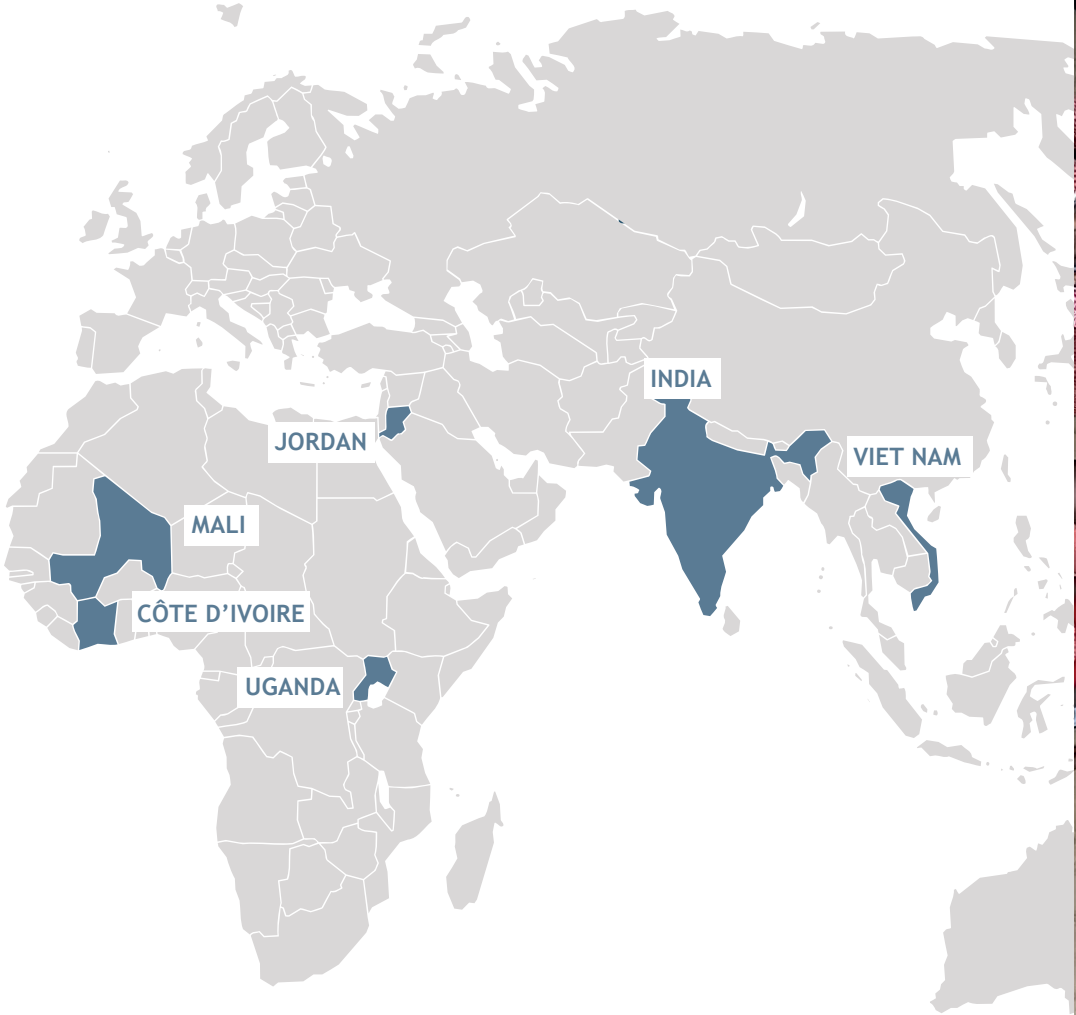 INDIA
JORDAN
VIET NAM
MALI
CÔTE D’IVOIRE
UGANDA